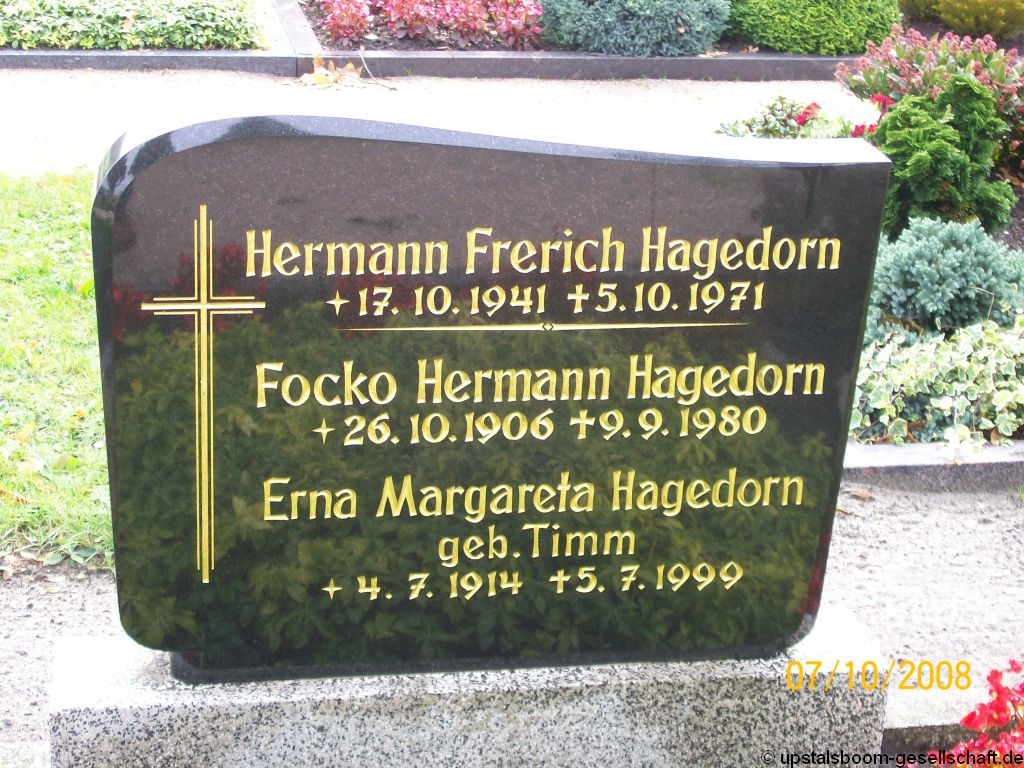 Hermann Frerich Hagedorn
✦ 17. 10. 1941 ✝ 5. 10. 1971
Focko Hermann Hagedorn
✦ 26. 10. 1906 ✝ 9. 9. 1980
Erna Margareta Hagedorn
geb. Timm
✦ 4. 7. 1914 ✝ 5. 7. 1999
07/10/2008
© upstalsboom-gesellschaft.de